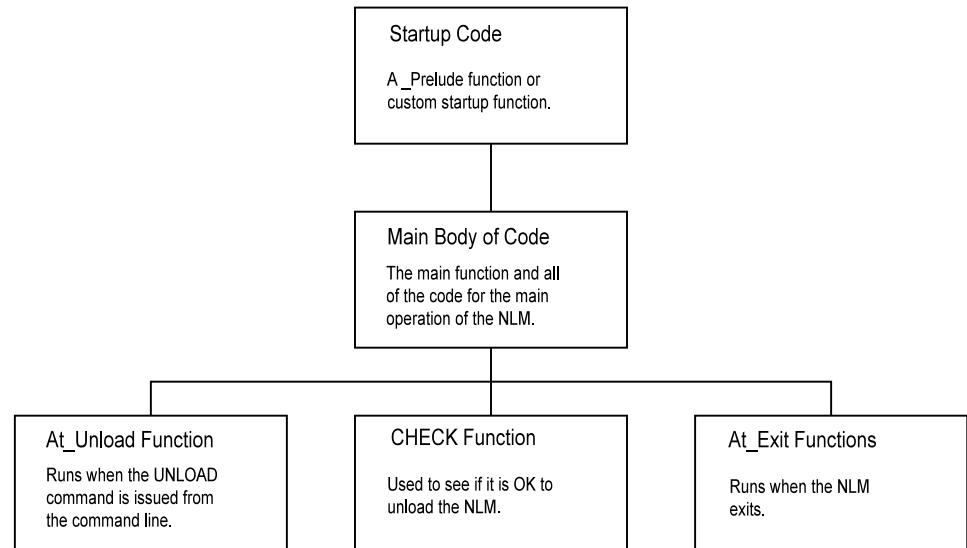 Startup Code
A _Prelude function or
custom startup function.
Main Body of Code
The main function and all
of the code for the main
operation of the NLM.
At_Unload Function
Runs when the UNLOAD
command is issued from
the command line.
CHECK Function
Used to see if it is OK to
unload the NLM.
At_Exit Functions
Runs when the NLM
exits.